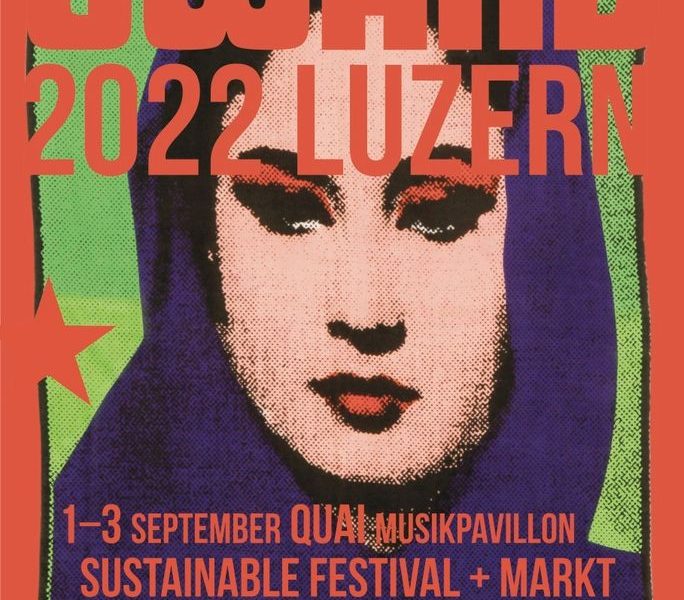 2022 LUZERN
1–3 SEPTEMBER QUAI MUSIKPAVILLON
SUSTAINABLE FESTIVAL + MARKT